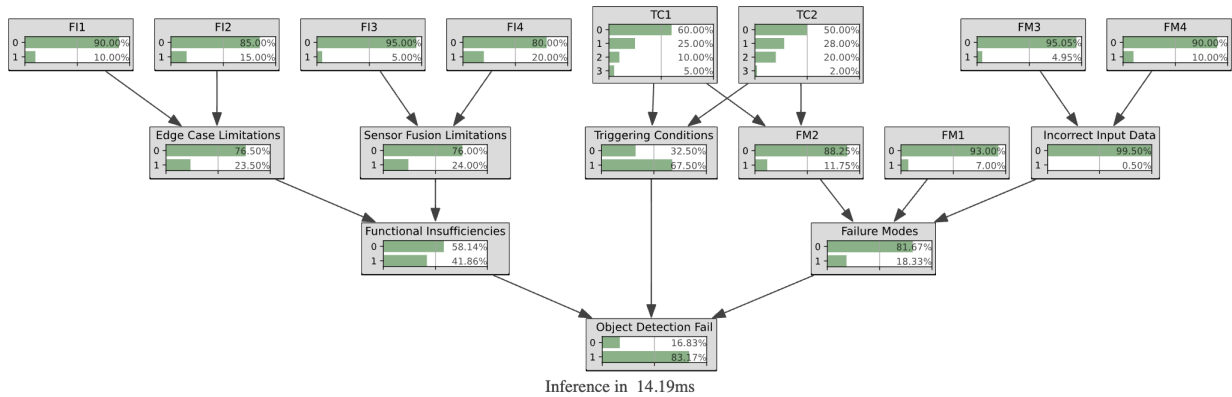 FI1
0 90.00%
1 10.00%
FI2
0 85.00%
1 15.00%
FI3
0 95.00%
1 5.00%
FI4
0 80.00%
1 20.00%
TC1
0 60.00%
1 25.00%
2 10.00%
3 5.00%
TC2
0 50.00%
1 28.00%
2 20.00%
3 2.00%
FM3
0 95.05%
1 4.95%
FM4
0 90.00%
1 10.00%
Edge Case Limitations
0 76.50%
1 23.50%
Sensor Fusion Limitations
0 76.00%
1 24.00%
Triggering Conditions
0 32.50%
1 67.50%
FM2
0 88.25%
1 11.75%
FM1
0 93.00%
1 7.00%
Incorrect Input Data
0 99.50%
1 0.50%
Functional Insufficiencies
0 58.14%
1 41.86%
Failure Modes
0 81.67%
1 18.33%
Object Detection Fail
0 16.83%
1 83.17%
Inference in 14.19ms